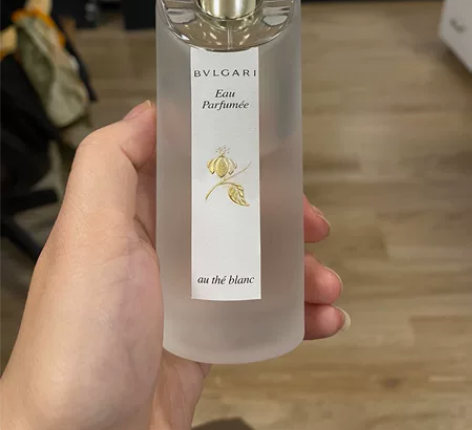 BVLGARI
Eau
Parfumée
au thé blanc